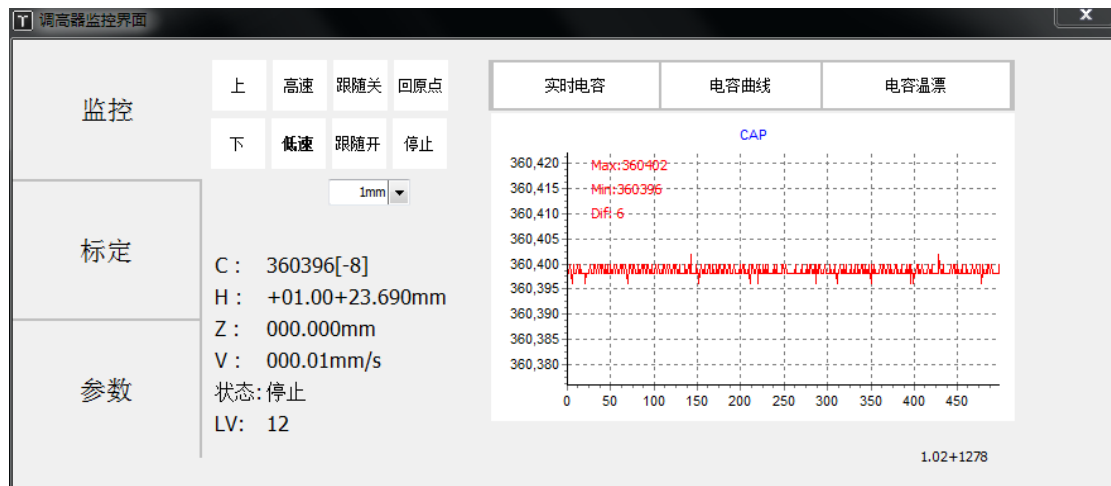 调高器监控界面
x
监控
标定
参数
上 高速 跟随关 回原点
下 低速 跟随开 停止
1mm
C： 360396[-8]
H： +01.00+23.690mm
Z： 000.000mm
V： 000.01mm/s
状态:停止
LV: 12
实时电容 电容曲线 电容温漂
CAP
Max:360402
Min:360396
Dif: 6
360,420
360,415
360,410
360,405
360,400
360,395
360,390
360,385
360,380
0 50 100 150 200 250 300 350 400 450
1.02+1278